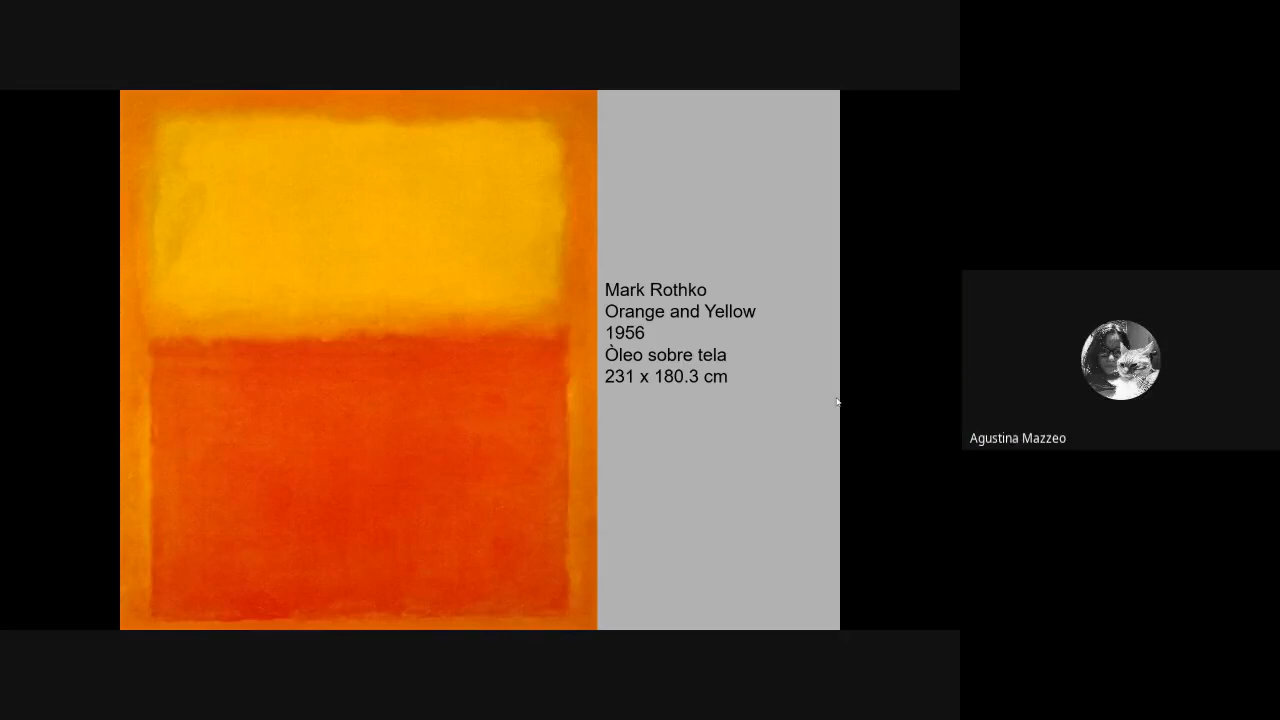 Mark Rothko
Orange and Yellow
1956
Òleo sobre tela
231 x 180.3 cm
Agustina Mazzeo